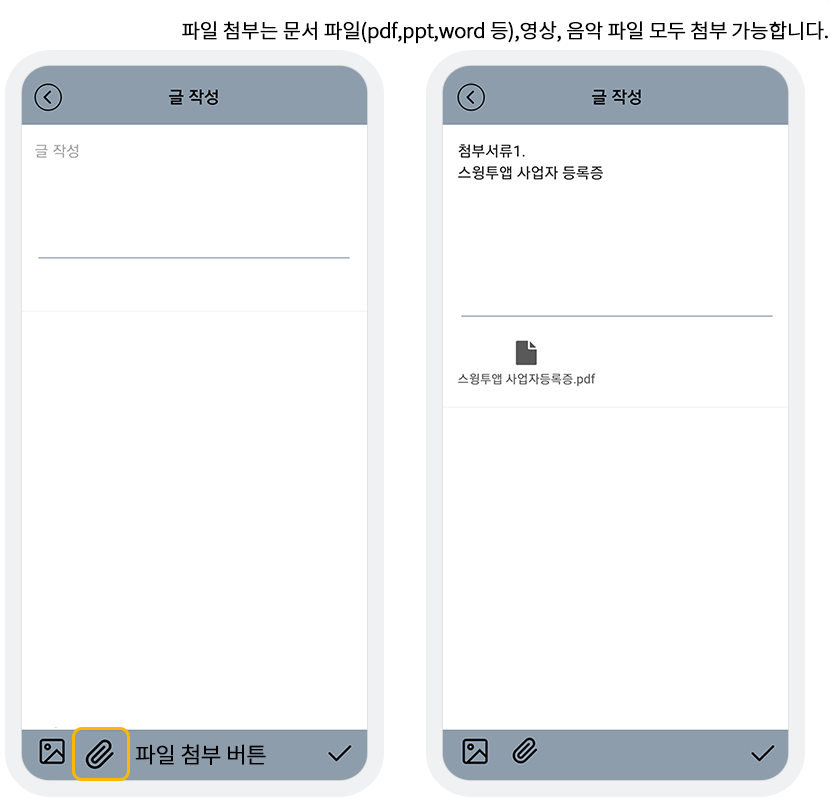 파일 첨부는 문서 파일(pdf,ppt,word 등),영상, 음악 파일 모두 첨부 가능합니다.
글 작성
글 작성
파일 첨부 버튼
글 작성
첨부서류1.
스윙투앱 사업자 등록증
스윙투앱 사업자등록증.pdf